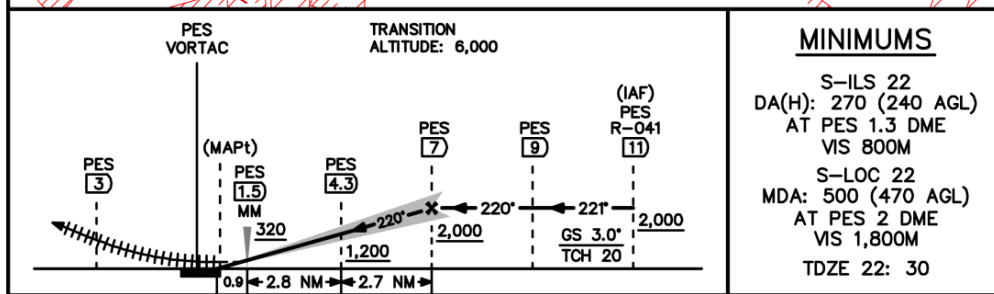 PES
VORTAC
TRANSITION
ALTITUDE: 6,000
(IAF)
PES
R-041
11
PES
9
PES
7
PES
4.3
(MAPt)
PES
1.5
MM
PES
3
320
1,200
2,000
2,000
220°
220°
221°
GS 3.0°
TCH 20
0.9
2.8 NM
2.7 NM
MINIMUMS
S-ILS 22
DA(H): 270 (240 AGL)
AT PES 1.3 DME
VIS 800M
S-LOC 22
MDA: 500 (470 AGL)
AT PES 2 DME
VIS 1,800M
TDZE 22: 30